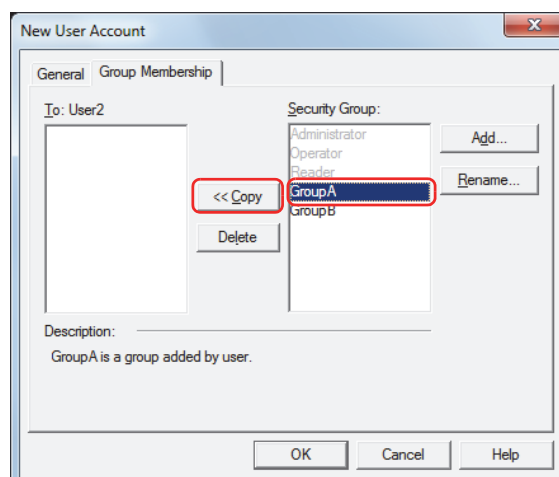 New User Account
General
Group Membership
To: User2
Security Group:
Administrator
Operator
Reader
GroupA
GroupB
<< Copy
Delete
Add...
Rename...
Description:
GroupA is a group added by user.
OK
Cancel
Help